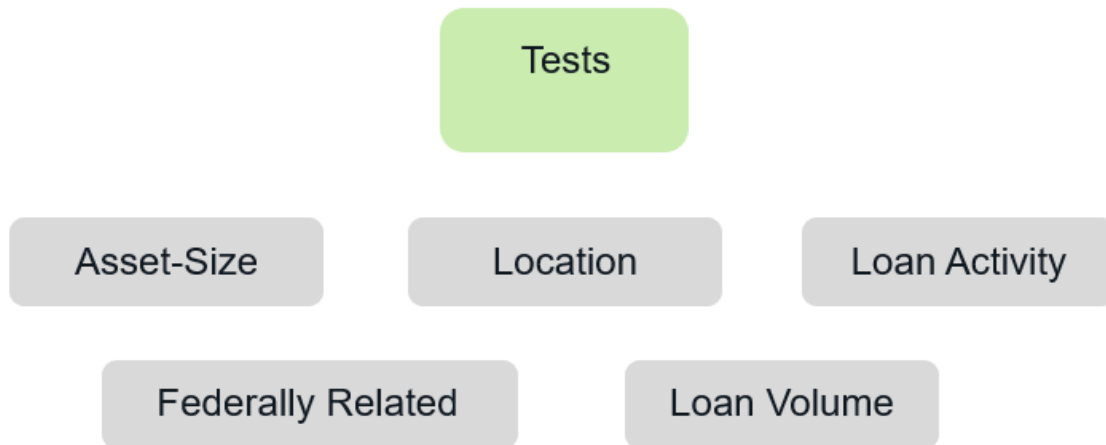 Tests
Asset-Size
Location
Loan Activity
Federally Related
Loan Volume